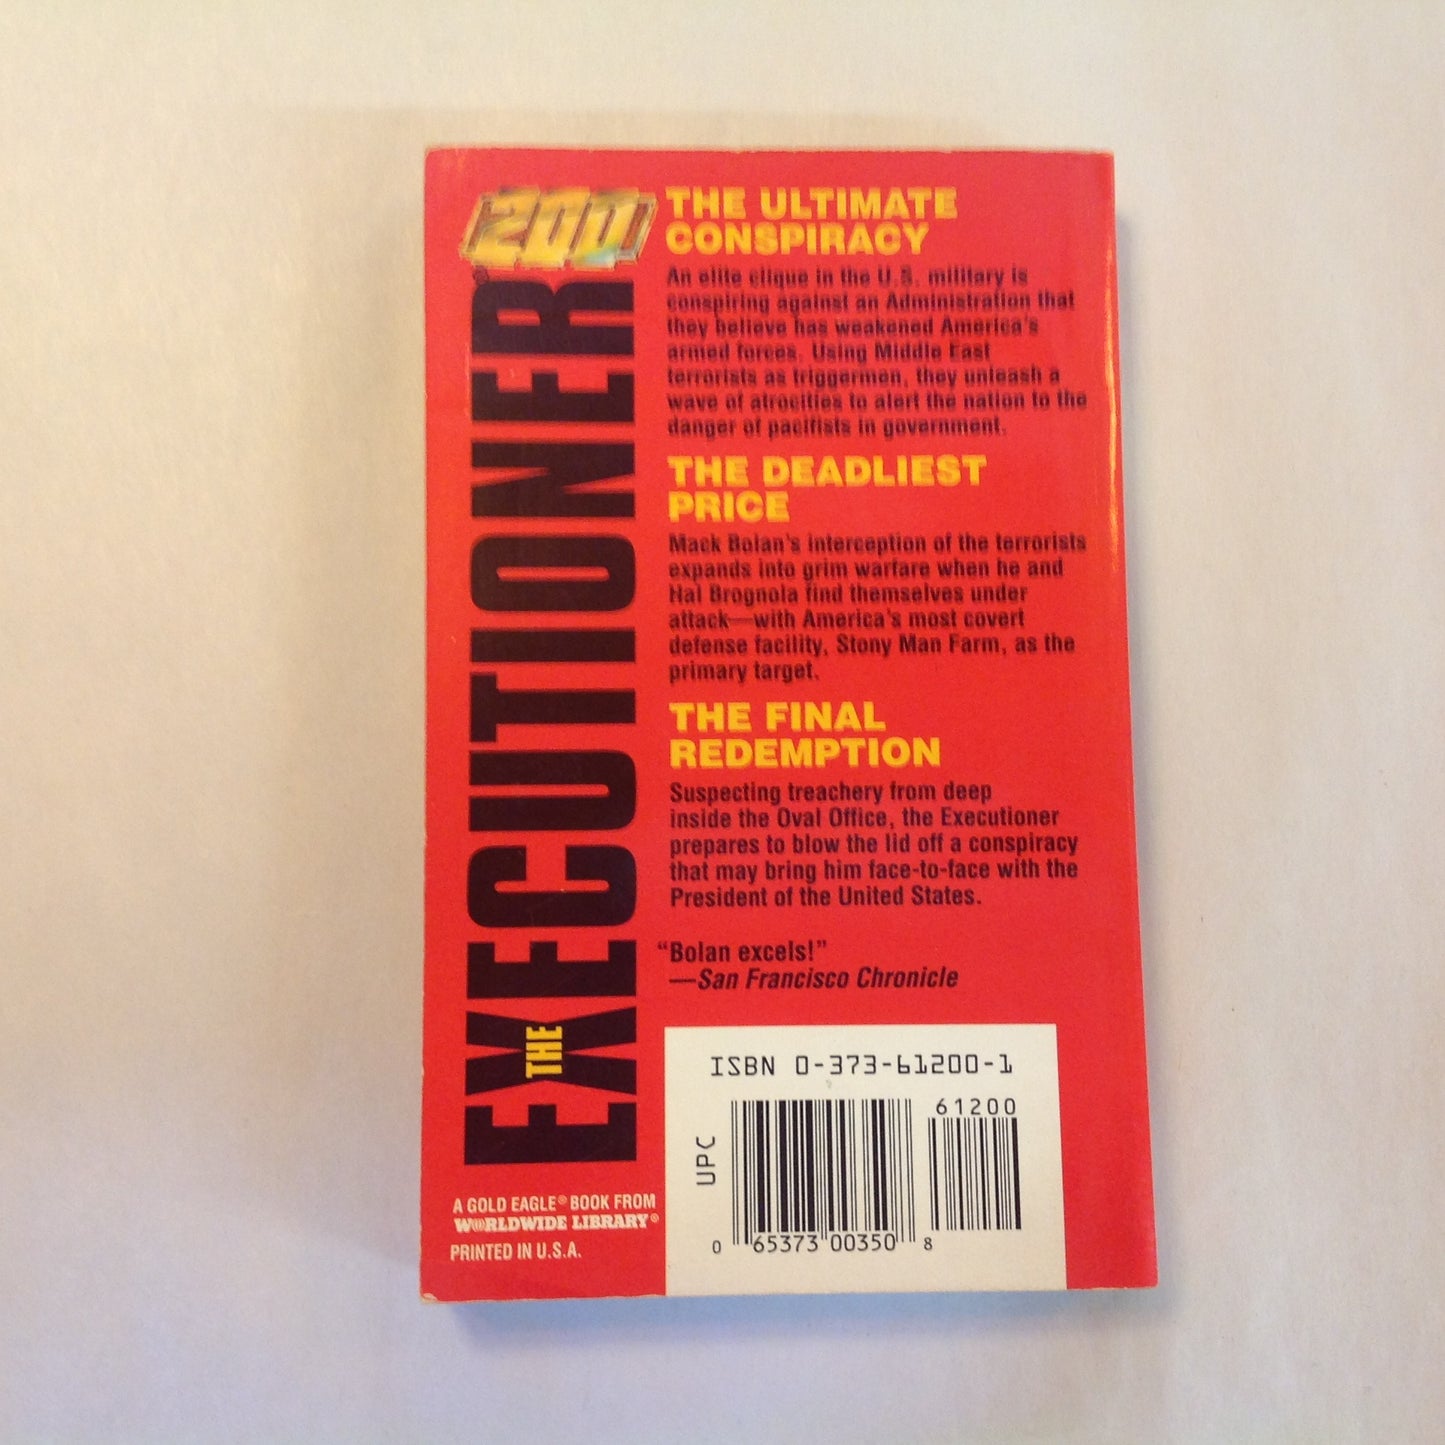 200
THE EXECUTIONER®
THE ULTIMATE
CONSPIRACY
An elite clique in the U.S. military is
conspiring against an Administration that
they believe has weakened America's
armed forces. Using Middle East
terrorists as triggermen, they unleash a
wave of atrocities to alert the nation to the
danger of pacifists in government.
THE DEADLIEST
PRICE
Mack Bolan's interception of the terrorists
expands into grim warfare when he and
Hal Brognola find themselves under
attack—with America's most covert
defense facility, Stony Man Farm, as the
primary target.
THE FINAL
REDEMPTION
Suspecting treachery from deep
inside the Oval Office, the Executioner
prepares to blow the lid off a conspiracy
that may bring him face-to-face with the
President of the United States.
“Bolan excels!”
—San Francisco Chronicle
ISBN 0-373-61200-1
61200
UPC
0 65373 00350 8
A GOLD EAGLE® BOOK FROM
WORLDWIDE LIBRARY®
PRINTED IN U.S.A.